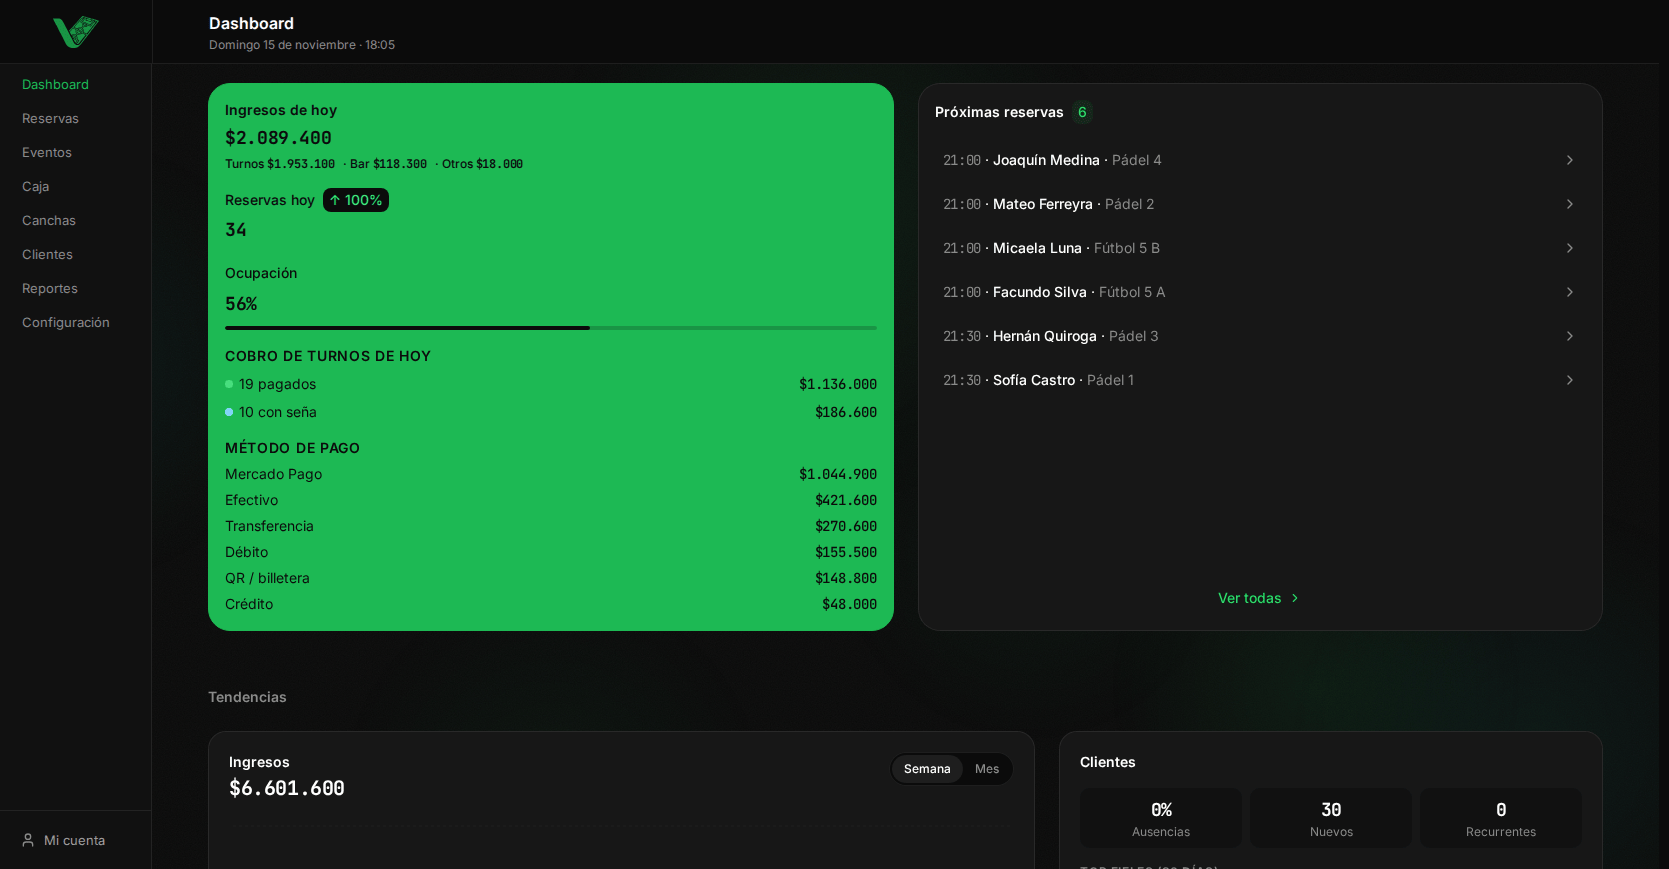 Dashboard
Domingo 15 de noviembre · 18:05
Dashboard
Reservas
Eventos
Caja
Canchas
Clientes
Reportes
Configuración
Mi cuenta
Ingresos de hoy
$2.089.400
Turnos $1.953.100 · Bar $118.300 · Otros $18.000
Reservas hoy ↑ 100%
34
Ocupación
56%
COBRO DE TURNOS DE HOY
19 pagados $1.136.000
10 con seña $186.600
MÉTODO DE PAGO
Mercado Pago $1.044.900
Efectivo $421.600
Transferencia $270.600
Débito $155.500
QR / billetera $148.800
Crédito $48.000
Próximas reservas 6
21:00 · Joaquín Medina · Pádel 4
21:00 · Mateo Ferreyra · Pádel 2
21:00 · Micaela Luna · Fútbol 5 B
21:00 · Facundo Silva · Fútbol 5 A
21:30 · Hernán Quiroga · Pádel 3
21:30 · Sofía Castro · Pádel 1
Ver todas
Tendencias
Ingresos
$6.601.600
Semana Mes
Clientes
0% 30 0
Ausencias Nuevos Recurrentes